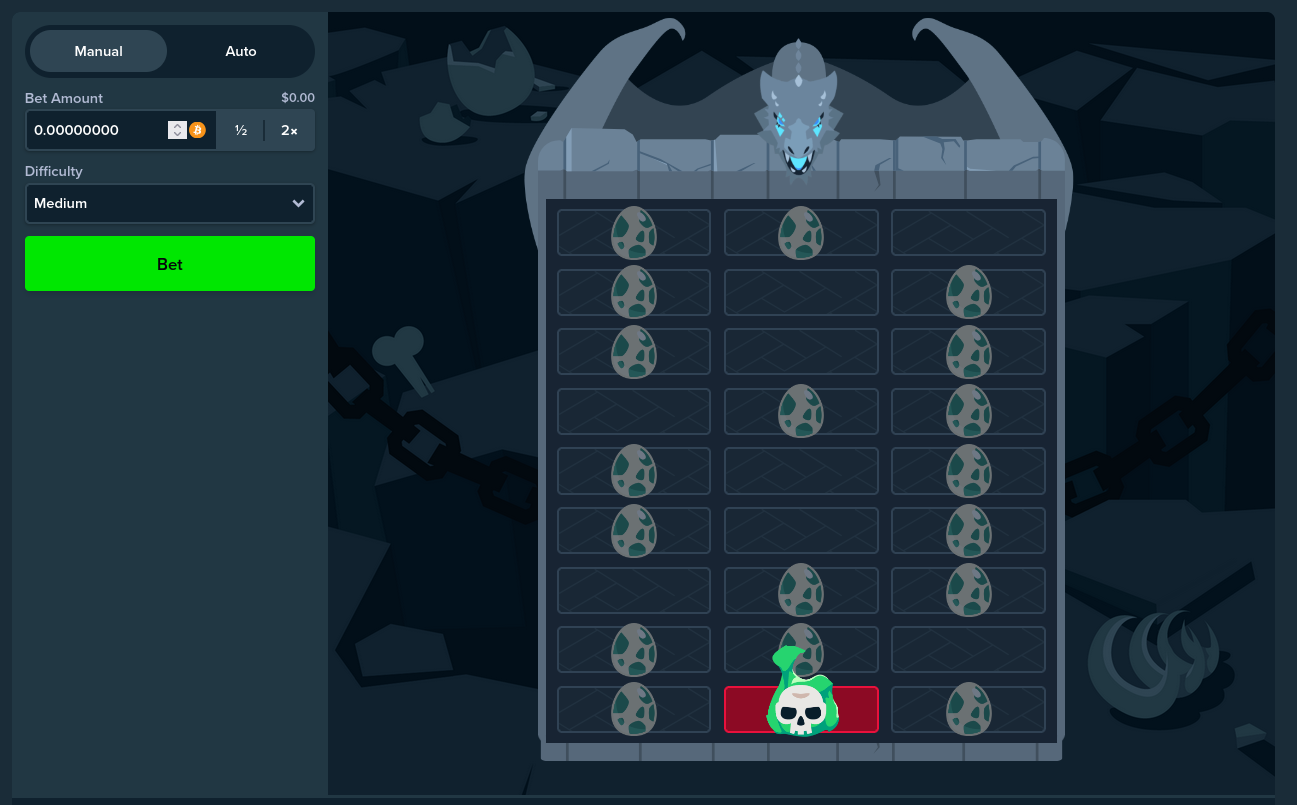 Manual Auto
Bet Amount $0.00
0.00000000 ½ 2×
Difficulty
Medium
Bet